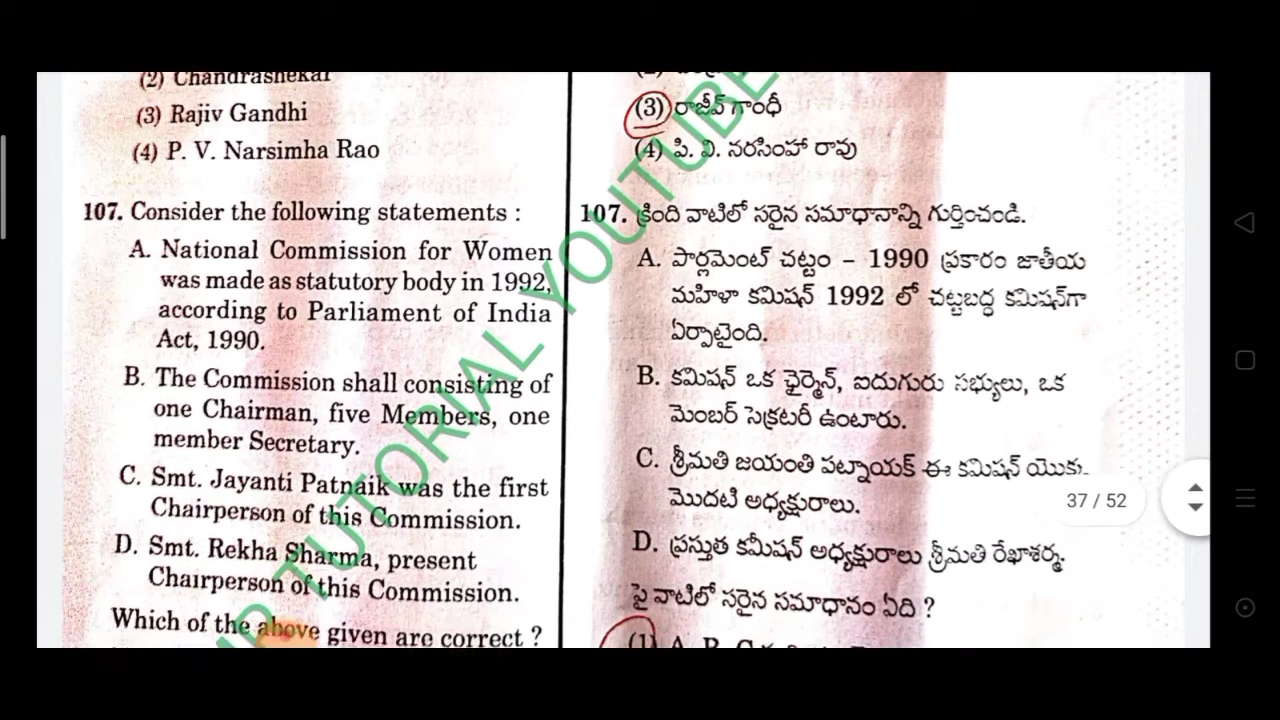 (2) Chandrashekar
(3) Rajiv Gandhi
(4) P. V. Narsimha Rao
107. Consider the following statements :
A. National Commission for Women
was made as statutory body in 1992,
according to Parliament of India
Act, 1990.
B. The Commission shall consisting of
one Chairman, five Members, one
member Secretary.
C. Smt. Jayanti Patnaik was the first
Chairperson of this Commission.
D. Smt. Rekha Sharma, present
Chairperson of this Commission.
Which of the above given are correct ?
(3) రాజీవ్ గాంధీ
(4) పి. వి. నరసింహా రావు
107. క్రింది వాటిలో సరైన సమాధానాన్ని గుర్తించండి.
A. పార్లమెంట్ చట్టం – 1990 ప్రకారం జాతీయ
మహిళా కమిషన్ 1992 లో చట్టబద్ధ కమిషన్‌గా
ఏర్పాటైంది.
B. కమిషన్ ఒక ఛైర్మెన్, ఐదుగురు సభ్యులు, ఒక
మెంబర్ సెక్రటరీ ఉంటారు.
C. శ్రీమతి జయంతి పట్నాయక్ ఈ కమిషన్ యొక్క
మొదటి అధ్యక్షురాలు.
D. ప్రస్తుత కమీషన్ అధ్యక్షురాలు శ్రీమతి రేఖాశర్మ.
పై వాటిలో సరైన సమాధానం ఏది ?
(1) A, B, C
37 / 52
TUTORIAL YOUTUBE